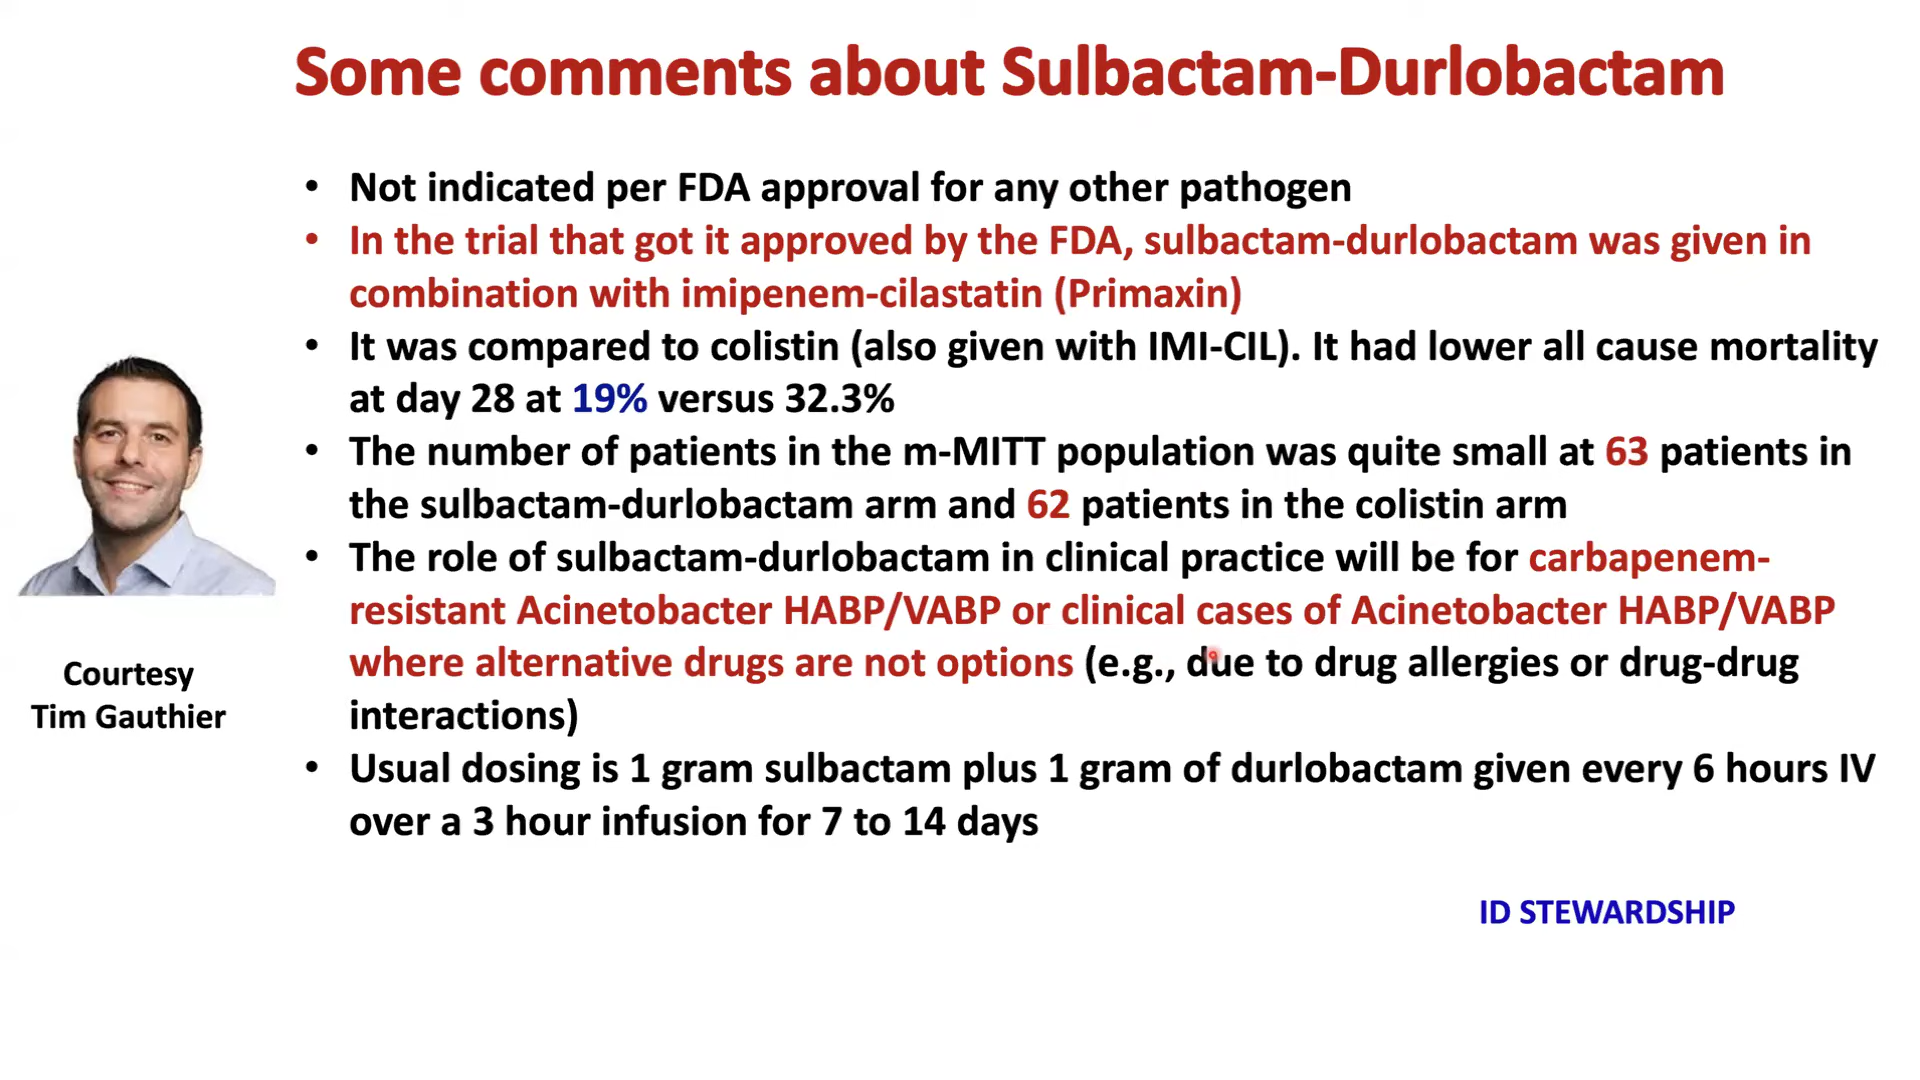 Some comments about Sulbactam-Durlobactam
• Not indicated per FDA approval for any other pathogen
• In the trial that got it approved by the FDA, sulbactam-durlobactam was given in
combination with imipenem-cilastatin (Primaxin)
• It was compared to colistin (also given with IMI-CIL). It had lower all cause mortality
at day 28 at 19% versus 32.3%
• The number of patients in the m-MITT population was quite small at 63 patients in
the sulbactam-durlobactam arm and 62 patients in the colistin arm
• The role of sulbactam-durlobactam in clinical practice will be for carbapenem-
resistant Acinetobacter HABP/VABP or clinical cases of Acinetobacter HABP/VABP
where alternative drugs are not options (e.g., due to drug allergies or drug-drug
interactions)
• Usual dosing is 1 gram sulbactam plus 1 gram of durlobactam given every 6 hours IV
over a 3 hour infusion for 7 to 14 days
Courtesy
Tim Gauthier
ID STEWARDSHIP